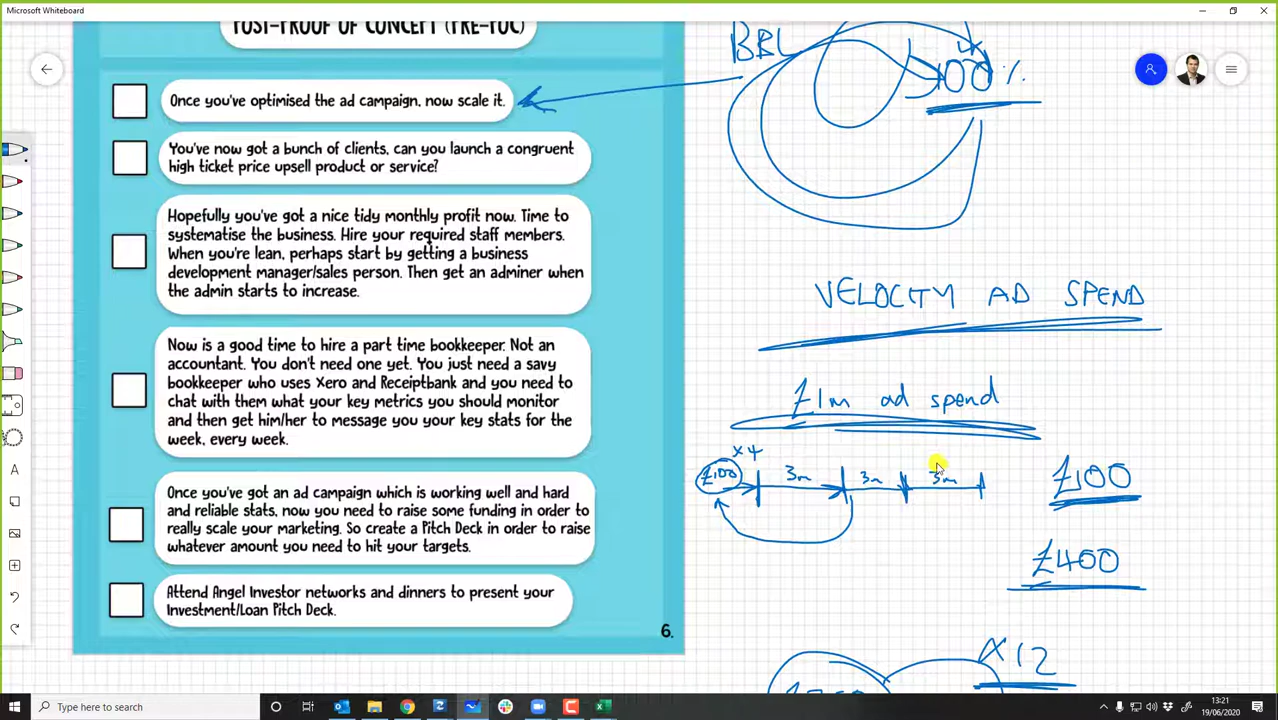 Microsoft Whiteboard
POST-PROOF OF CONCEPT (PRE-POC)
Once you've optimised the ad campaign, now scale it.
You've now got a bunch of clients, can you launch a congruent
high ticket price upsell product or service?
Hopefully you've got a nice tidy monthly profit now. Time to
systematise the business. Hire your required staff members.
When you're lean, perhaps start by getting a business
development manager/sales person. Then get an adminer when
the admin starts to increase.
Now is a good time to hire a part time bookkeeper. Not an
accountant. You don't need one yet. You just need a savy
bookkeeper who uses Xero and Receiptbank and you need to
chat with them what your key metrics you should monitor
and then get him/her to message you your key stats for the
week, every week.
Once you've got an ad campaign which is working well and hard
and reliable stats, now you need to raise some funding in order to
really scale your marketing. So create a Pitch Deck in order to raise
whatever amount you need to hit your targets.
Attend Angel Investor networks and dinners to present your
Investment/Loan Pitch Deck.
6.
BBL
100%
VELOCITY AD SPEND
£1m ad spend
x4
£100 3m 3m 3m
£100
£400
x12
A
Type here to search
13:21
19/06/2020